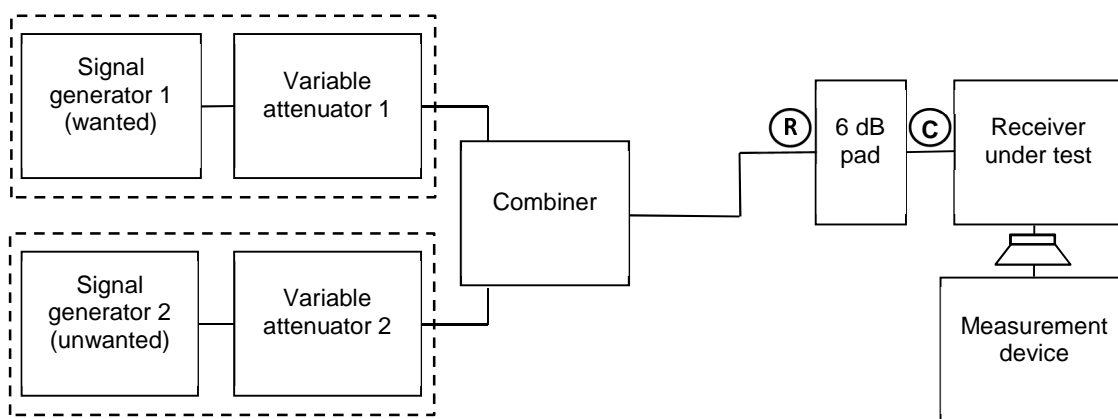 Signal
generator 1
(wanted)
Variable
attenuator 1
Combiner
R
6 dB
pad
C
Receiver
under test
Signal
generator 2
(unwanted)
Variable
attenuator 2
Measurement
device